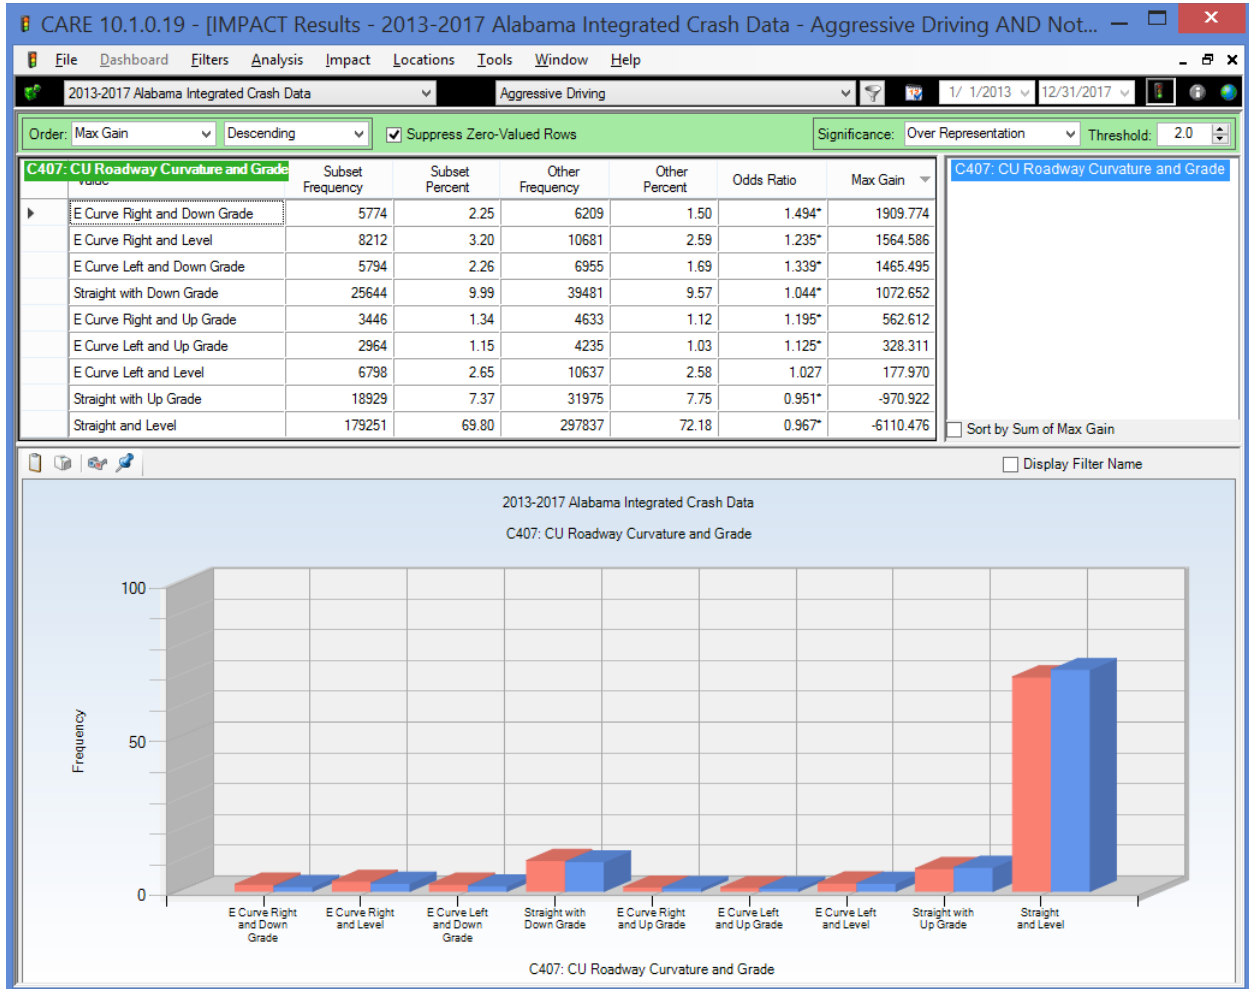 CARE 10.1.0.19 - [IMPACT Results - 2013-2017 Alabama Integrated Crash Data - Aggressive Driving AND Not...
File Dashboard Filters Analysis Impact Locations Tools Window Help
2013-2017 Alabama Integrated Crash Data Aggressive Driving 1/ 1/2013 12/31/2017
Order: Max Gain Descending Suppress Zero-Valued Rows Significance: Over Representation Threshold: 2.0
C407: CU Roadway Curvature and Grade Subset Frequency Subset Percent Other Frequency Other Percent Odds Ratio Max Gain
E Curve Right and Down Grade 5774 2.25 6209 1.50 1.494* 1909.774
E Curve Right and Level 8212 3.20 10681 2.59 1.235* 1564.586
E Curve Left and Down Grade 5794 2.26 6955 1.69 1.339* 1465.495
Straight with Down Grade 25644 9.99 39481 9.57 1.044* 1072.652
E Curve Right and Up Grade 3446 1.34 4633 1.12 1.195* 562.612
E Curve Left and Up Grade 2964 1.15 4235 1.03 1.125* 328.311
E Curve Left and Level 6798 2.65 10637 2.58 1.027 177.970
Straight with Up Grade 18929 7.37 31975 7.75 0.951* -970.922
Straight and Level 179251 69.80 297837 72.18 0.967* -6110.476
C407: CU Roadway Curvature and Grade
Sort by Sum of Max Gain
Display Filter Name
2013-2017 Alabama Integrated Crash Data
C407: CU Roadway Curvature and Grade
100
50
0
Frequency
E Curve Right and Down Grade
E Curve Right and Level
E Curve Left and Down Grade
Straight with Down Grade
E Curve Right and Up Grade
E Curve Left and Up Grade
E Curve Left and Level
Straight with Up Grade
Straight and Level
C407: CU Roadway Curvature and Grade